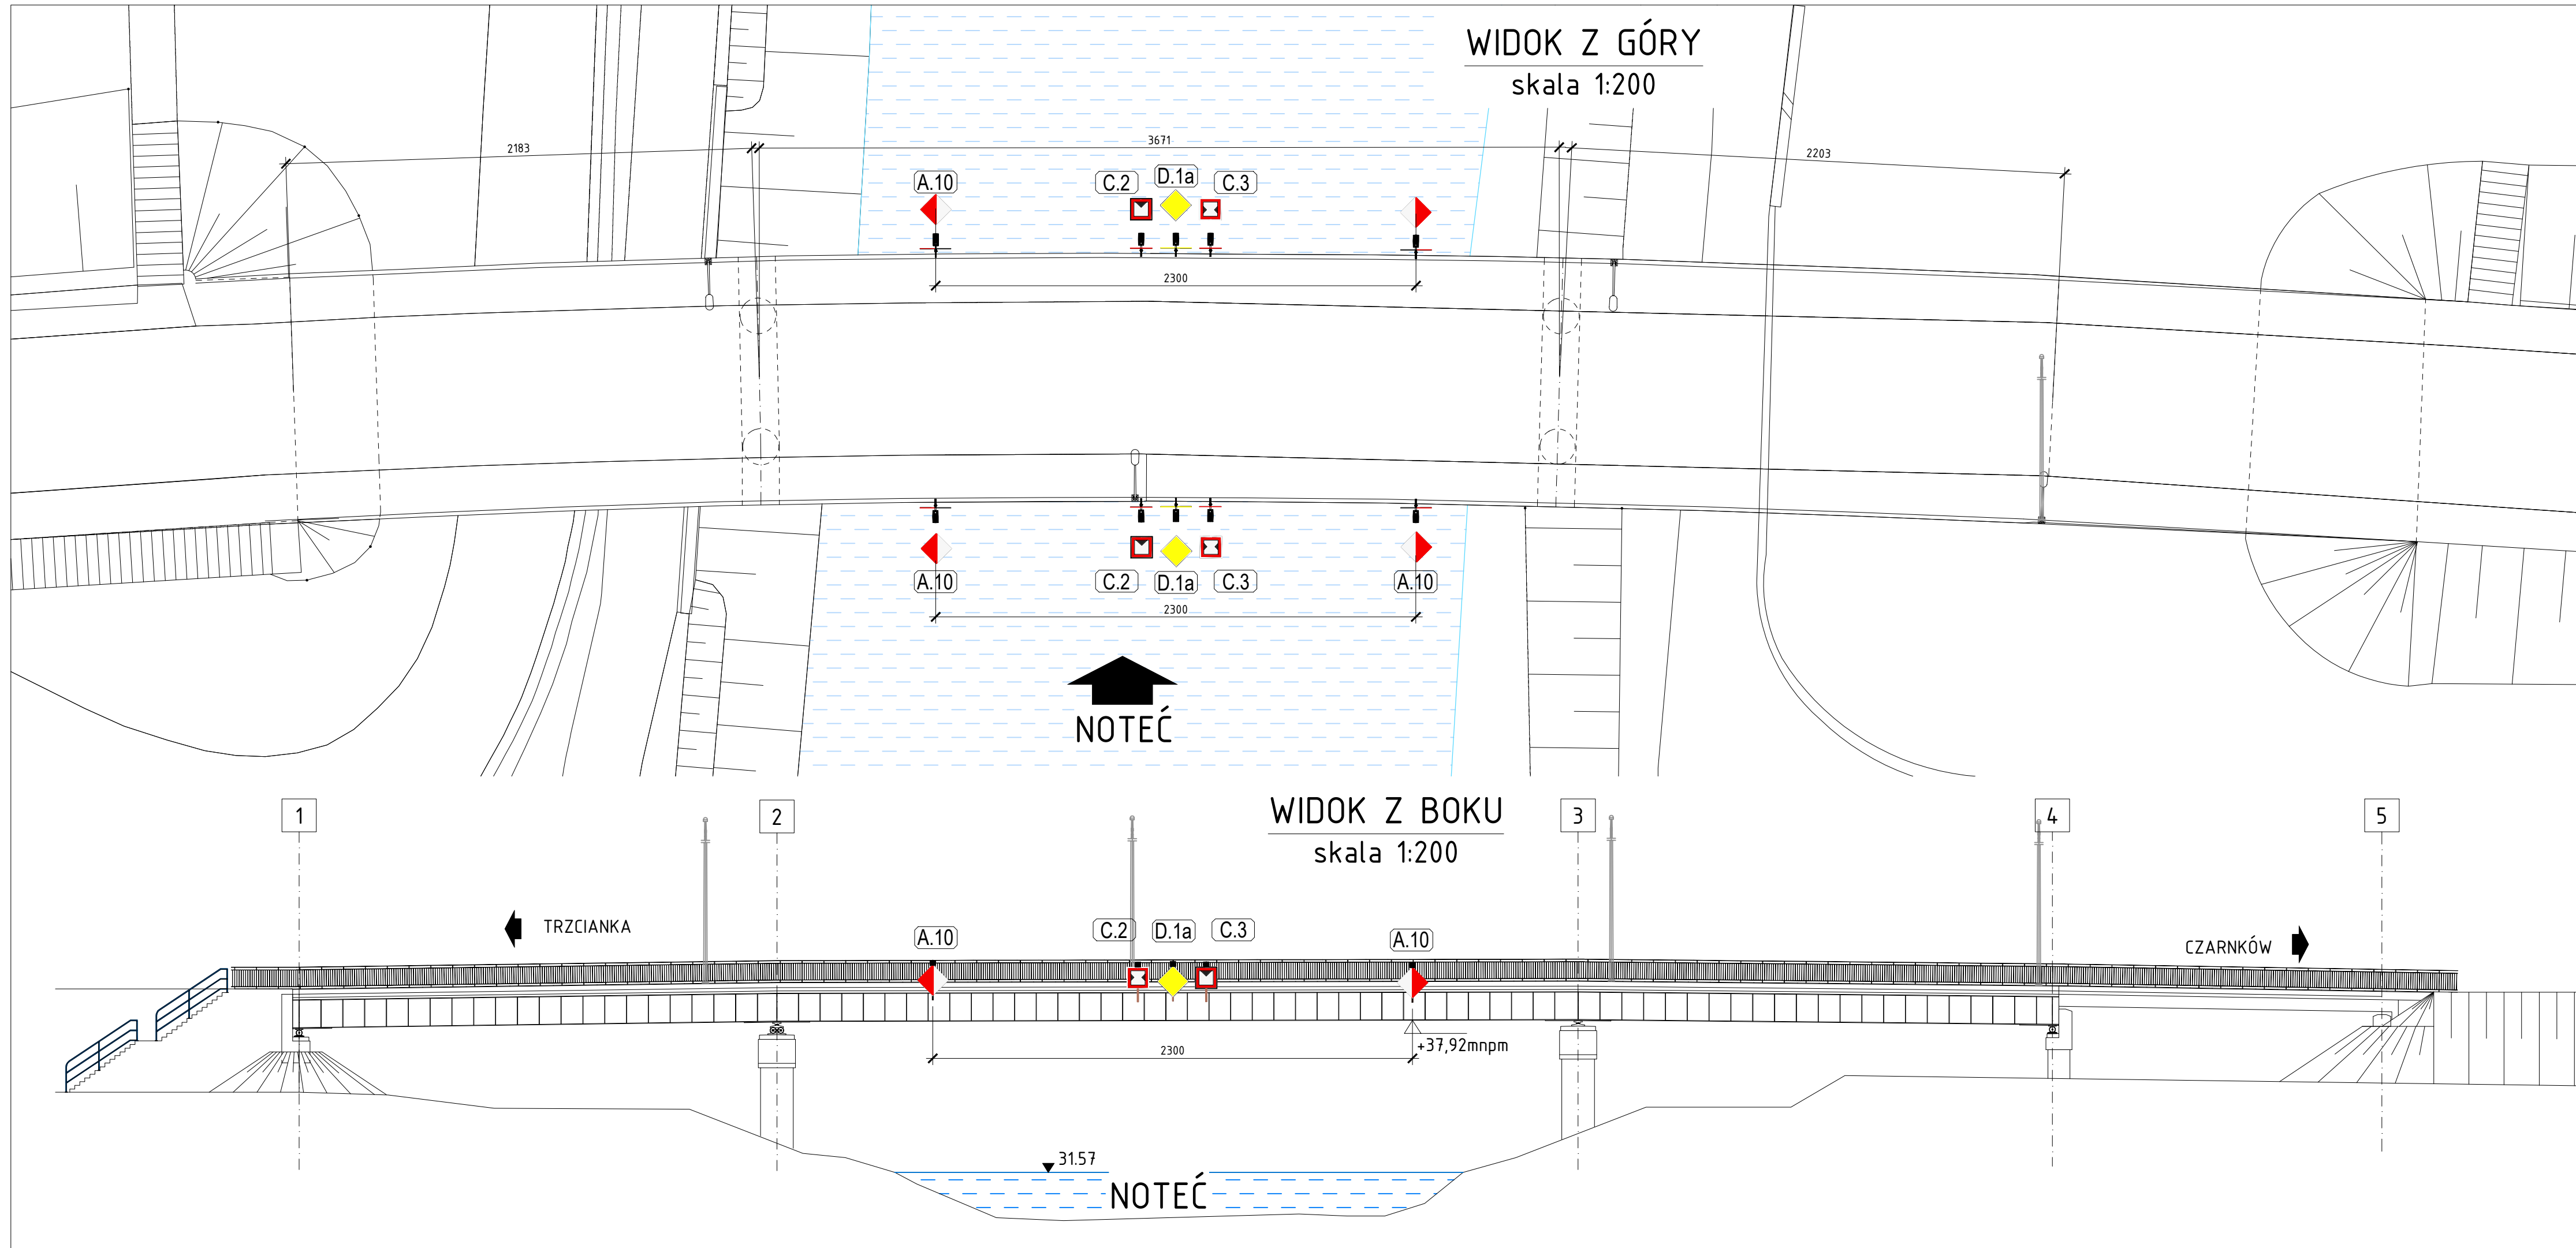 WIDOK Z GÓRY
skala 1:200
2183
3671
2203
A.10
C.2
D.1a
C.3
2300
A.10
C.2
D.1a
C.3
A.10
2300
NOTEĆ
WIDOK Z BOKU
skala 1:200
1
2
3
4
5
TRZCIANKA
A.10
C.2
D.1a
C.3
A.10
CZARNKÓW
2300
+37,92mnpm
31.57
NOTEĆ